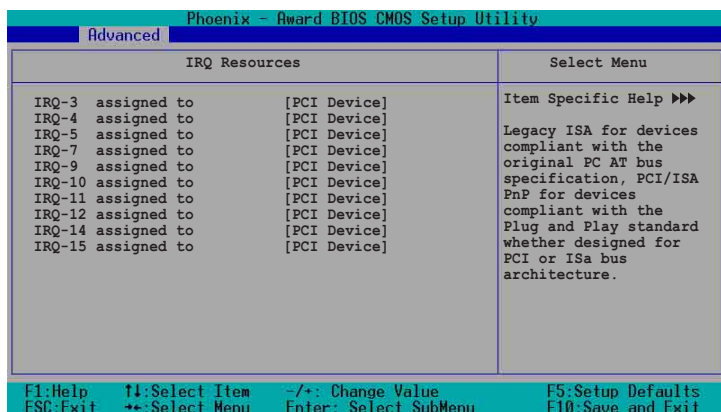 Phoenix - Award BIOS CMOS Setup Utility
Advanced
IRQ Resources
Select Menu
IRQ-3 assigned to [PCI Device]
IRQ-4 assigned to [PCI Device]
IRQ-5 assigned to [PCI Device]
IRQ-7 assigned to [PCI Device]
IRQ-9 assigned to [PCI Device]
IRQ-10 assigned to [PCI Device]
IRQ-11 assigned to [PCI Device]
IRQ-12 assigned to [PCI Device]
IRQ-14 assigned to [PCI Device]
IRQ-15 assigned to [PCI Device]
Item Specific Help ▶▶▶
Legacy ISA for devices
compliant with the
original PC AT bus
specification, PCI/ISA
PnP for devices
compliant with the
Plug and Play standard
whether designed for
PCI or ISa bus
architecture.
F1:Help ↑↓:Select Item -/+: Change Value F5:Setup Defaults
ESC:Exit →←:Select Menu Enter: Select SubMenu F10:Save and Exit